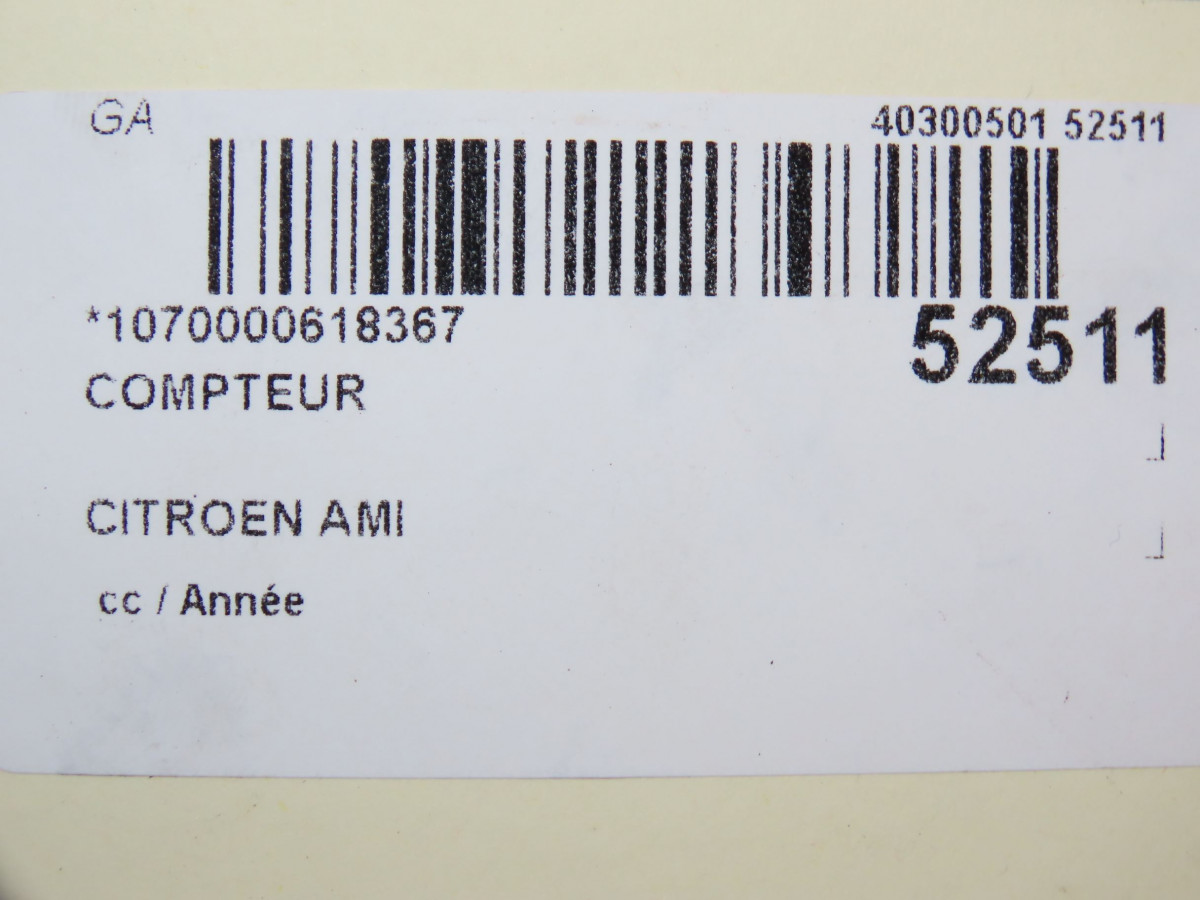 GA
40300501 52511
*1070000618367
52511
COMPTEUR
CITROEN AMI
cc / Année